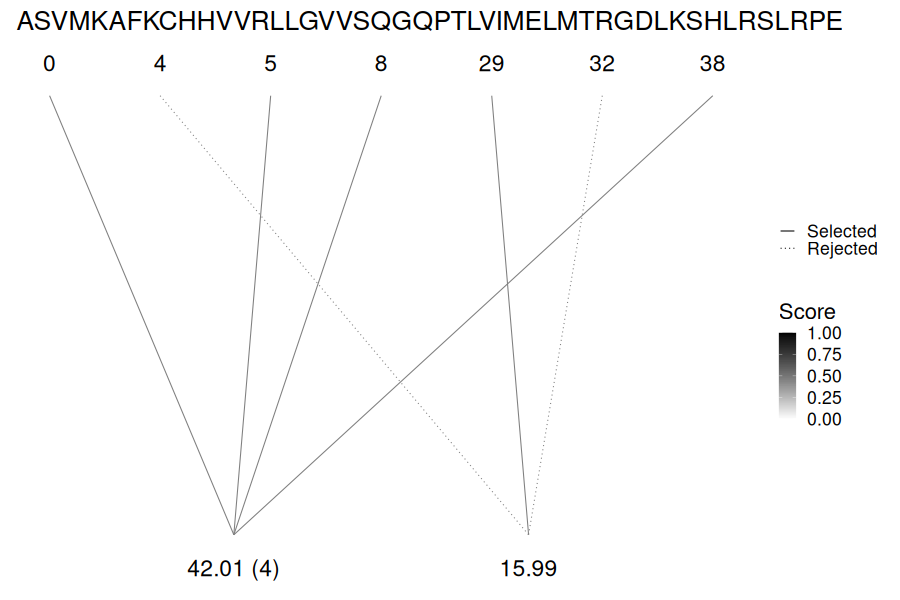 ASVMKAFKCHHVVRLLGVVSQGQPTLVIMELMTRGDLKSHLRSLRPE
0 4 5 8 29 32 38
Selected
Rejected
Score
1.00
0.75
0.50
0.25
0.00
42.01 (4) 15.99